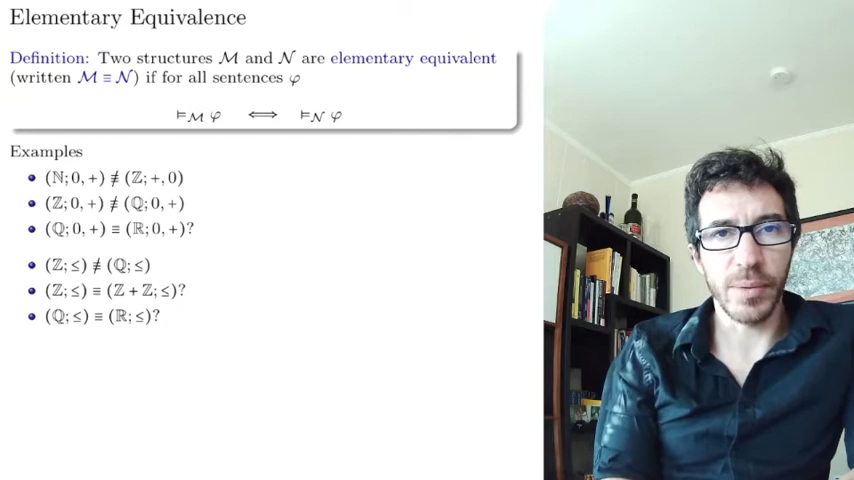 Elementary Equivalence
Definition: Two structures ℳ and 𝒩 are elementary equivalent
(written ℳ ≡ 𝒩) if for all sentences φ
⊨ℳ φ ⟺ ⊨𝒩 φ
Examples
• (ℕ; 0, +) ≢ (ℤ; +, 0)
• (ℤ; 0, +) ≢ (ℚ; 0, +)
• (ℚ; 0, +) ≡ (ℝ; 0, +)?
• (ℤ; ≤) ≢ (ℚ; ≤)
• (ℤ; ≤) ≡ (ℤ + ℤ; ≤)?
• (ℚ; ≤) ≡ (ℝ; ≤)?